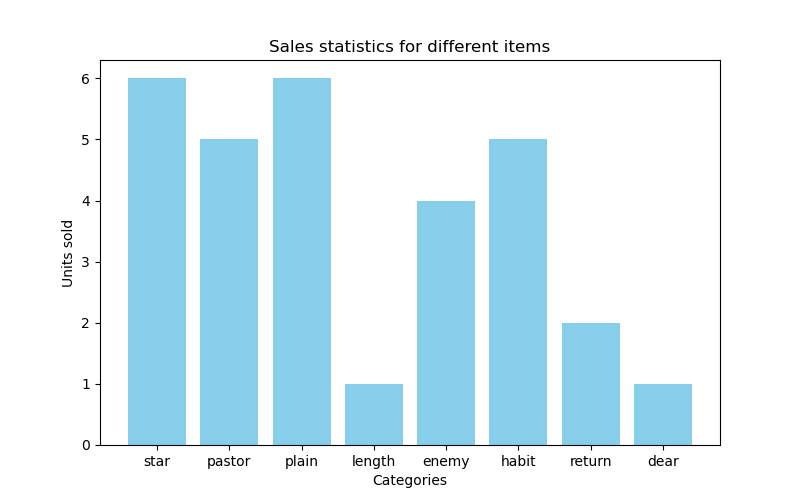 Sales statistics for different items
6
5
4
3
2
1
0
Units sold
star pastor plain length enemy habit return dear
Categories